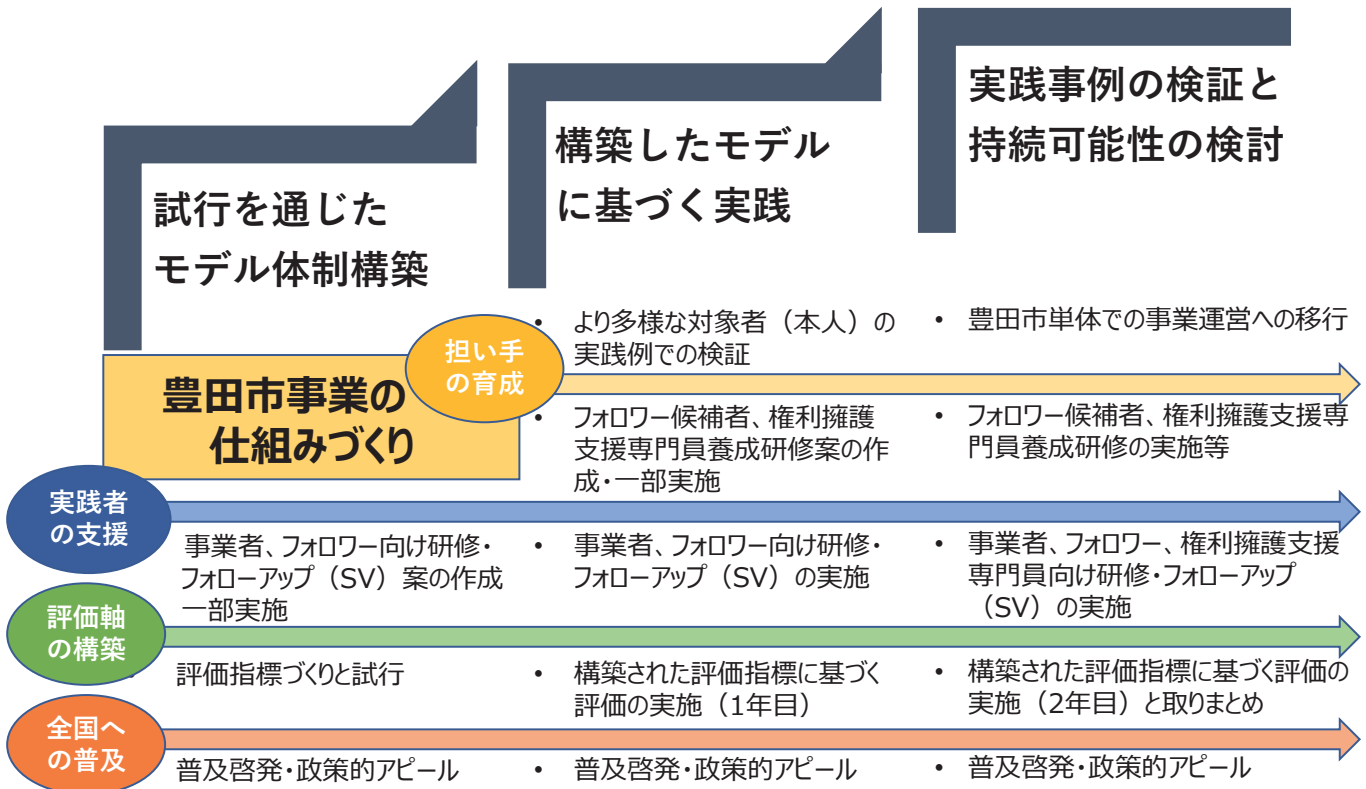 試行を通じた
モデル体制構築
構築したモデル
に基づく実践
実践事例の検証と
持続可能性の検討
豊田市事業の
仕組みづくり
担い手
の育成
• より多様な対象者（本人）の
実践例での検証
• 豊田市単体での事業運営への移行
• フォロワー候補者、権利擁護
支援専門員養成研修案の作
成・一部実施
• フォロワー候補者、権利擁護支援専
門員養成研修の実施等
実践者
の支援
事業者、フォロワー向け研修・
フォローアップ（SV）案の作成
一部実施
• 事業者、フォロワー向け研修・
フォローアップ（SV）の実施
• 事業者、フォロワー、権利擁護支援
専門員向け研修・フォローアップ
（SV）の実施
評価軸
の構築
評価指標づくりと試行
• 構築された評価指標に基づく
評価の実施（1年目）
• 構築された評価指標に基づく評価の
実施（2年目）と取りまとめ
全国へ
の普及
普及啓発・政策的アピール
• 普及啓発・政策的アピール
• 普及啓発・政策的アピール